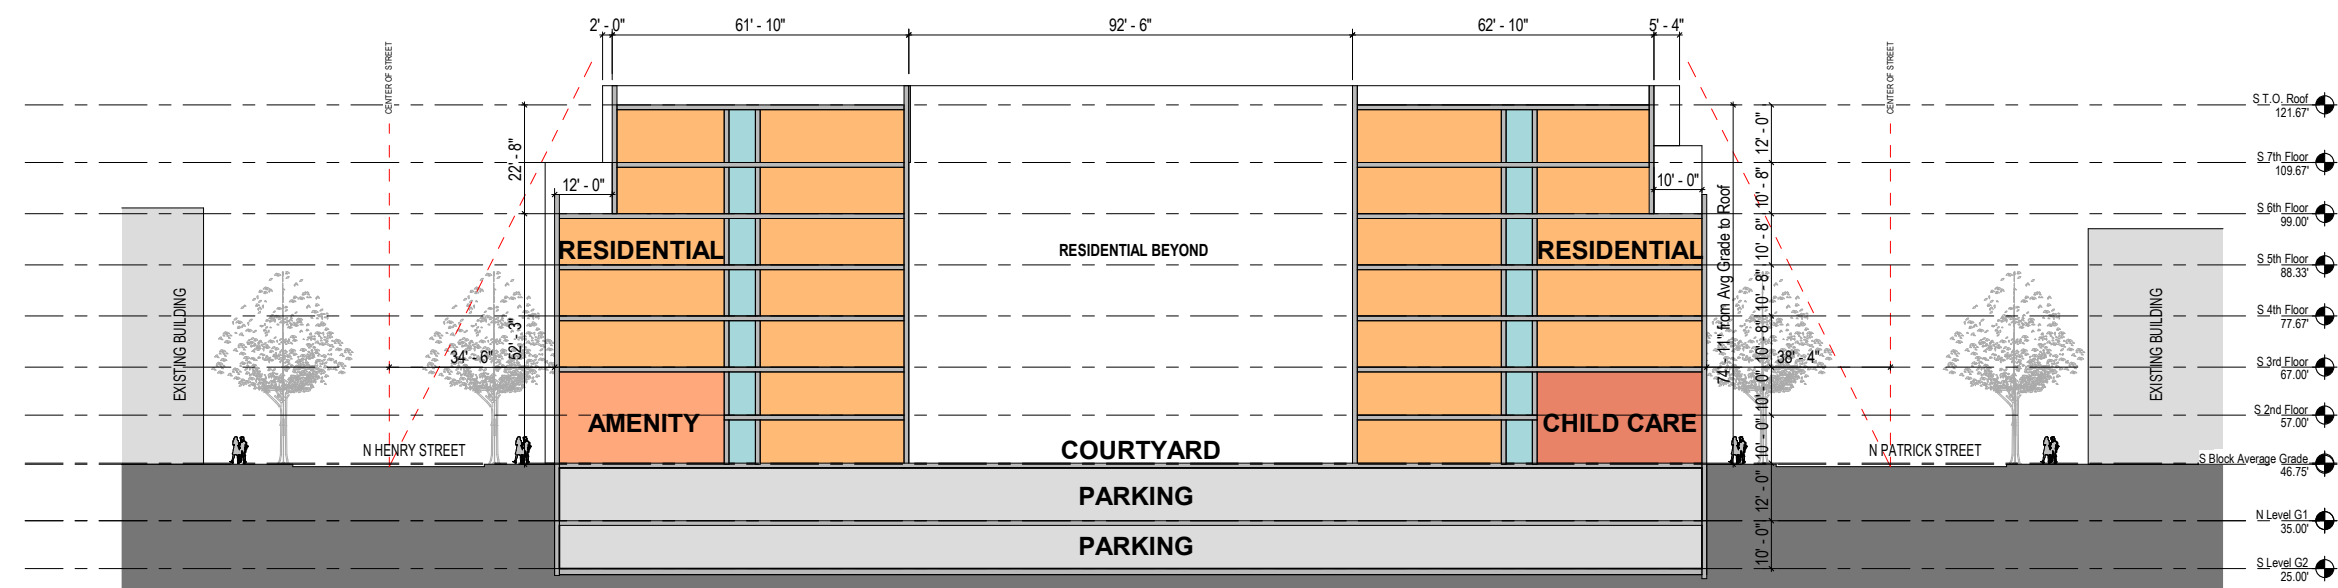 2' - 0"
61' - 10"
92' - 6"
62' - 10"
5' - 4"
CENTER OF STREET
CENTER OF STREET
S T.O. Roof
121.67'
22' - 8"
12' - 0"
12' - 0"
S 7th Floor
109.67'
10' - 0"
10' - 8"
S 6th Floor
99.00'
RESIDENTIAL
RESIDENTIAL BEYOND
RESIDENTIAL
74' - 11" from Avg Grade to Roof
10' - 8"
S 5th Floor
88.33'
EXISTING BUILDING
52' - 3"
10' - 8"
EXISTING BUILDING
S 4th Floor
77.67'
34' - 6"
10' - 8"
38' - 4"
S 3rd Floor
67.00'
AMENITY
CHILD CARE
10' - 0"
S 2nd Floor
57.00'
N HENRY STREET
COURTYARD
10' - 0"
N PATRICK STREET
S Block Average Grade
46.75'
PARKING
12' - 0"
N Level G1
35.00'
PARKING
10' - 0"
S Level G2
25.00'